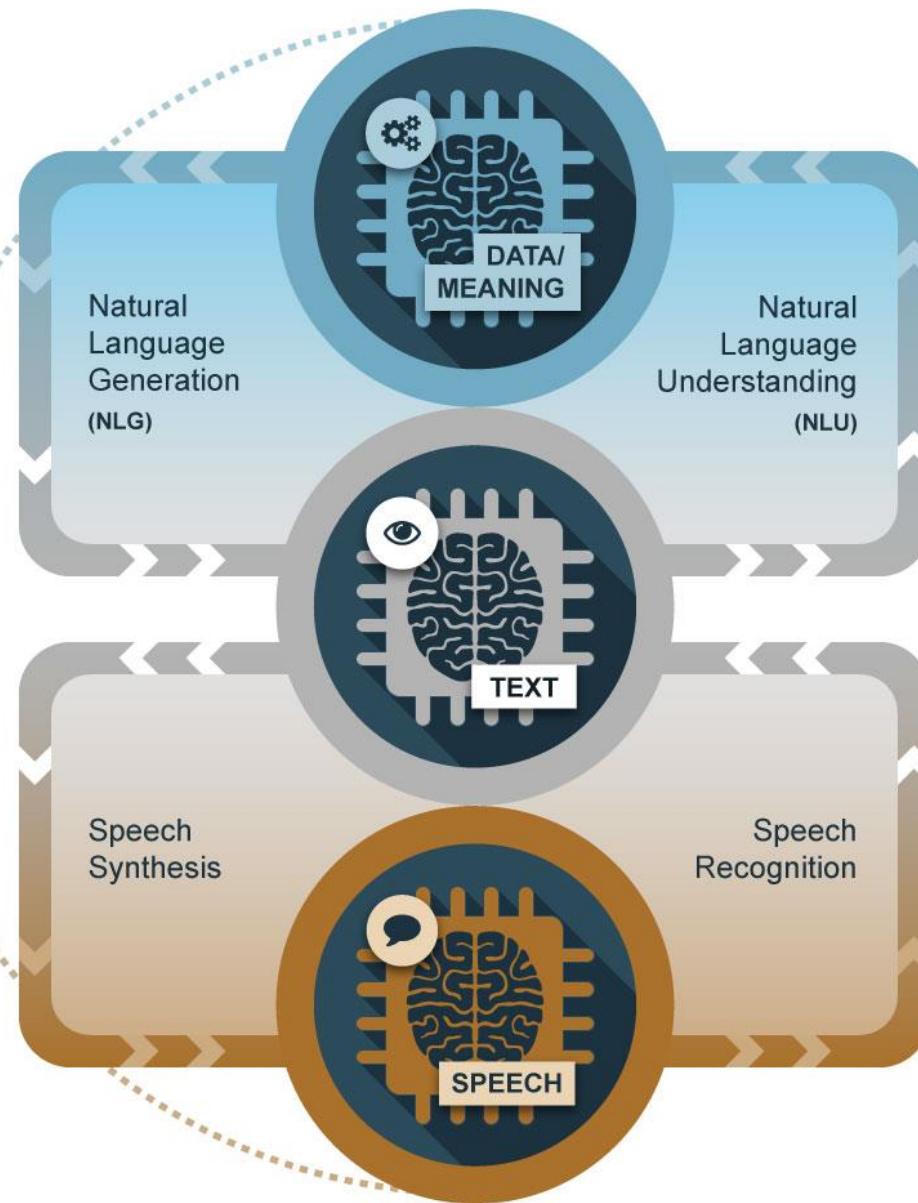 DATA/
MEANING
Natural
Language
Generation
(NLG)
Natural
Language
Understanding
(NLU)
TEXT
Speech
Synthesis
Speech
Recognition
SPEECH